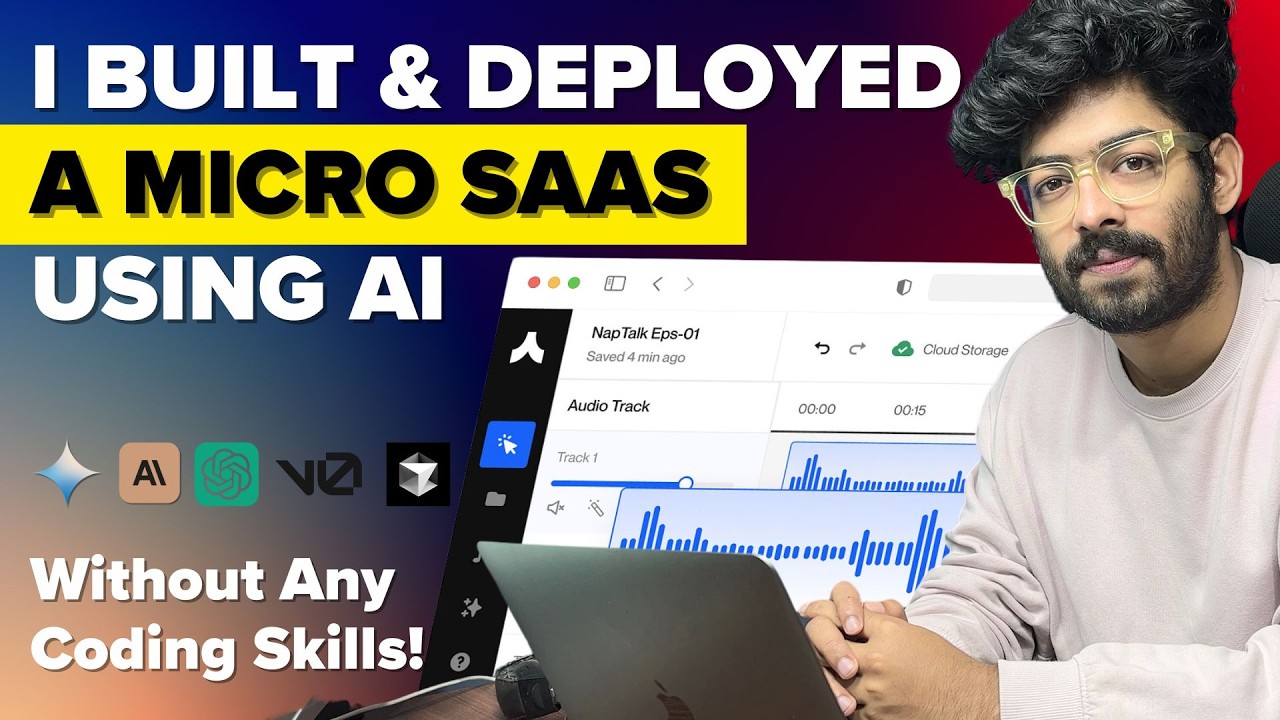 I BUILT & DEPLOYED
A MICRO SAAS
USING AI
NapTalk Eps-01
Saved 4 min ago
Cloud Storage
Audio Track
00:00
00:15
Track 1
A\
v0
Without Any
Coding Skills!
?